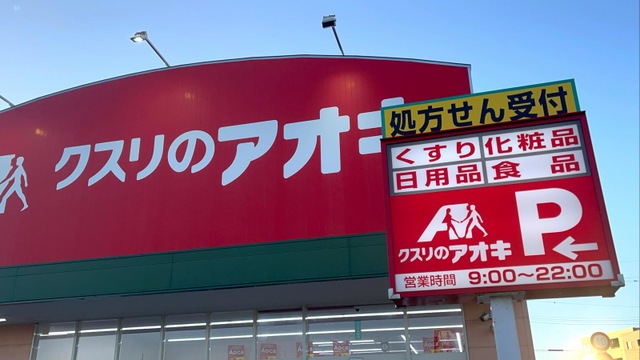 クスリのアオキ
処方せん受付
くすり 化粧品
日用品 食品
P
クスリのアオキ
営業時間 9:00～22:00